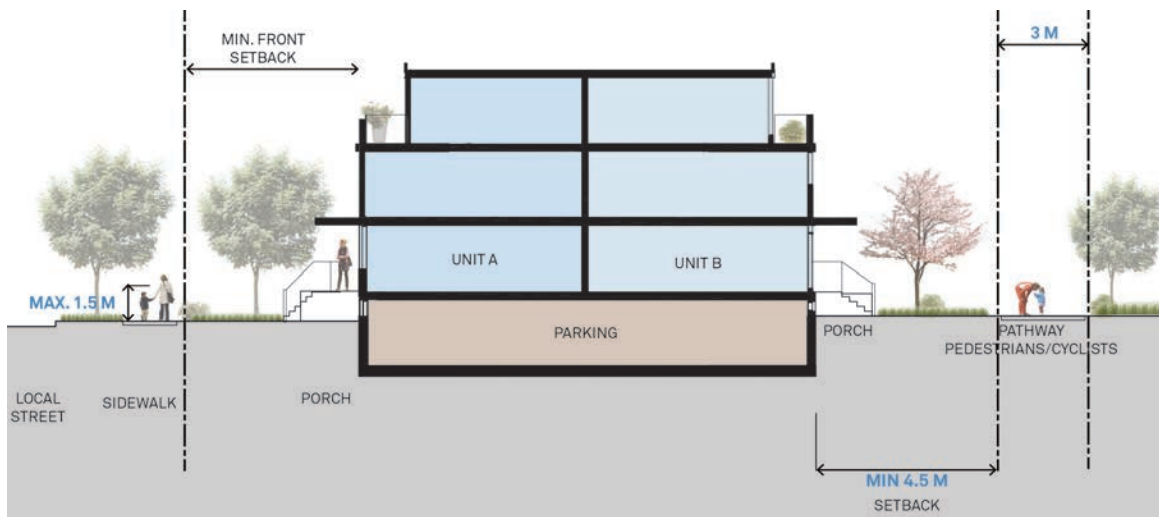 MIN. FRONT
SETBACK
3 M
UNIT A
UNIT B
MAX. 1.5 M
PARKING
PORCH
PATHWAY
PEDESTRIANS/CYCLISTS
LOCAL
STREET
SIDEWALK
PORCH
MIN 4.5 M
SETBACK